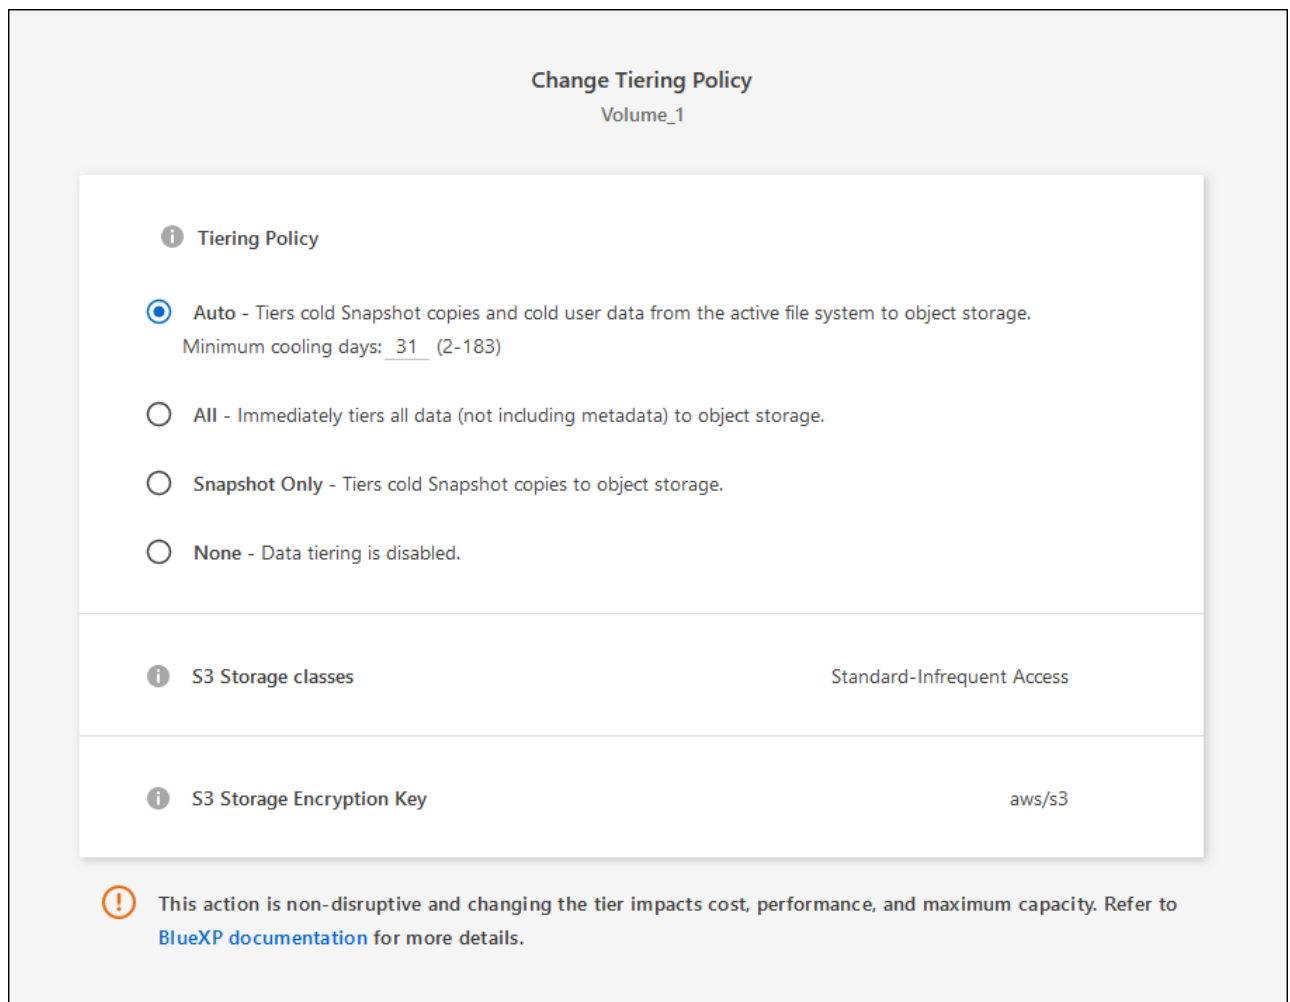 Change Tiering Policy
Volume_1
Tiering Policy
Auto - Tiers cold Snapshot copies and cold user data from the active file system to object storage.
Minimum cooling days: 31 (2-183)
All - Immediately tiers all data (not including metadata) to object storage.
Snapshot Only - Tiers cold Snapshot copies to object storage.
None - Data tiering is disabled.
S3 Storage classes Standard-Infrequent Access
S3 Storage Encryption Key aws/s3
This action is non-disruptive and changing the tier impacts cost, performance, and maximum capacity. Refer to
BlueXP documentation for more details.